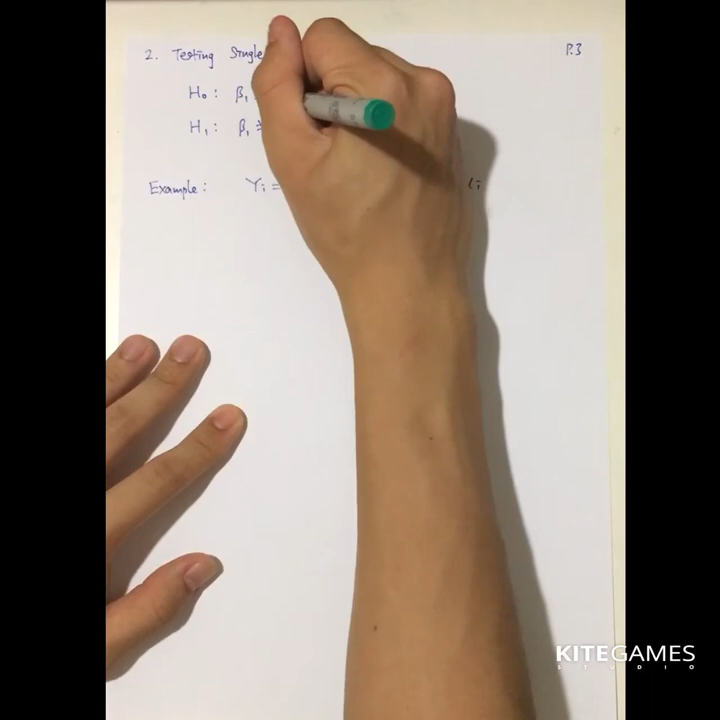 2. Testing Single P.3
H₀: β₁
H₁: β₁
Example: Yi =
KITEGAMES
STUDIO